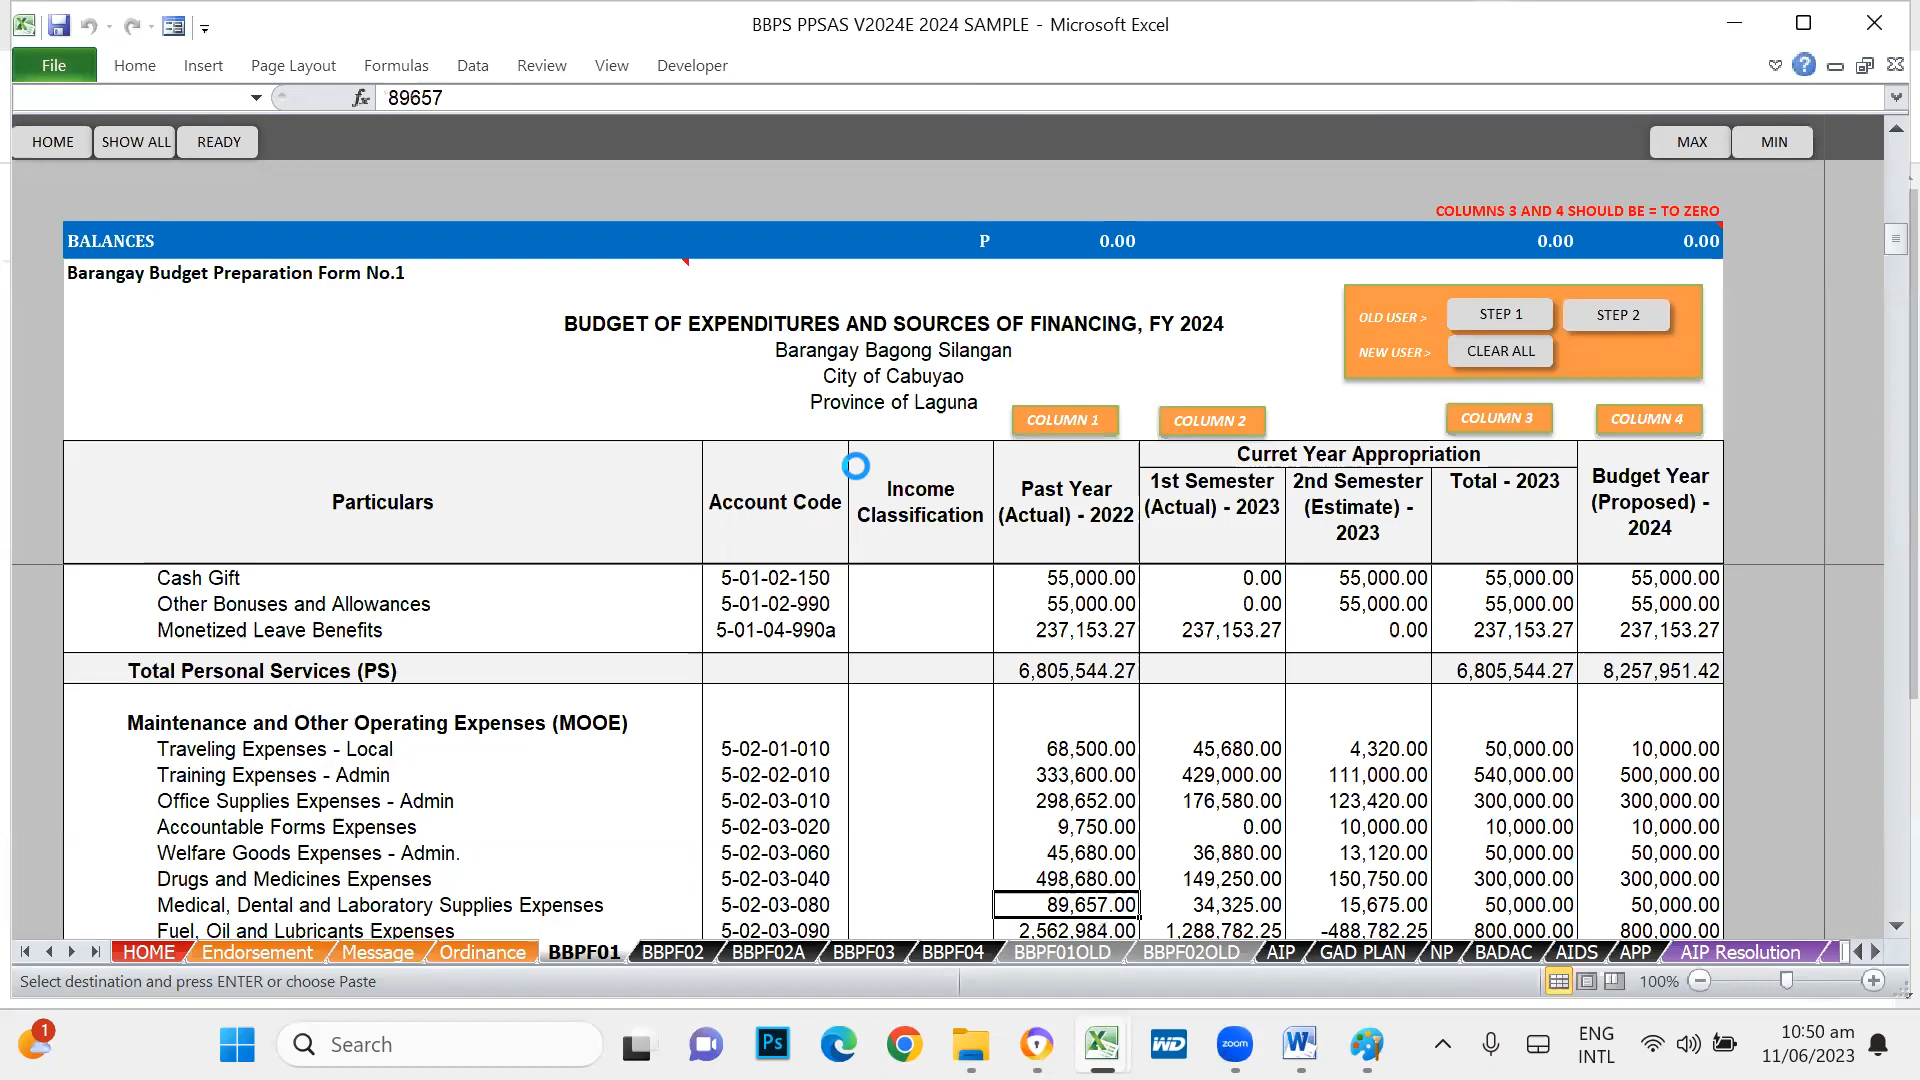 BBPS PPSAS V2024E 2024 SAMPLE - Microsoft Excel
File Home Insert Page Layout Formulas Data Review View Developer
fx 89657
HOME SHOW ALL READY MAX MIN
COLUMNS 3 AND 4 SHOULD BE = TO ZERO
BALANCES P 0.00 0.00 0.00
Barangay Budget Preparation Form No.1
BUDGET OF EXPENDITURES AND SOURCES OF FINANCING, FY 2024
Barangay Bagong Silangan
City of Cabuyao
Province of Laguna
OLD USER > STEP 1 STEP 2
NEW USER > CLEAR ALL
COLUMN 1 COLUMN 2 COLUMN 3 COLUMN 4
Particulars
Account Code
Income
Classification
Past Year
(Actual) - 2022
Curret Year Appropriation
1st Semester
(Actual) - 2023
2nd Semester
(Estimate) -
2023
Total - 2023
Budget Year
(Proposed) -
2024
Cash Gift 5-01-02-150 55,000.00 0.00 55,000.00 55,000.00 55,000.00
Other Bonuses and Allowances 5-01-02-990 55,000.00 0.00 55,000.00 55,000.00 55,000.00
Monetized Leave Benefits 5-01-04-990a 237,153.27 237,153.27 0.00 237,153.27 237,153.27
Total Personal Services (PS) 6,805,544.27 6,805,544.27 8,257,951.42
Maintenance and Other Operating Expenses (MOOE)
Traveling Expenses - Local 5-02-01-010 68,500.00 45,680.00 4,320.00 50,000.00 10,000.00
Training Expenses - Admin 5-02-02-010 333,600.00 429,000.00 111,000.00 540,000.00 500,000.00
Office Supplies Expenses - Admin 5-02-03-010 298,652.00 176,580.00 123,420.00 300,000.00 300,000.00
Accountable Forms Expenses 5-02-03-020 9,750.00 0.00 10,000.00 10,000.00 10,000.00
Welfare Goods Expenses - Admin. 5-02-03-060 45,680.00 36,880.00 13,120.00 50,000.00 50,000.00
Drugs and Medicines Expenses 5-02-03-040 498,680.00 149,250.00 150,750.00 300,000.00 300,000.00
Medical, Dental and Laboratory Supplies Expenses 5-02-03-080 89,657.00 34,325.00 15,675.00 50,000.00 50,000.00
Fuel, Oil and Lubricants Expenses 5-02-03-090 2,562,984.00 1,288,782.25 -488,782.25 800,000.00 800,000.00
HOME Endorsement Message Ordinance BBPF01 BBPF02 BBPF02A BBPF03 BBPF04 BBPF01OLD BBPF02OLD AIP GAD PLAN NP BADAC AIDS APP AIP Resolution
Select destination and press ENTER or choose Paste 100%
1 Search Ps WD zoom W ENG 10:50 am
INTL 11/06/2023